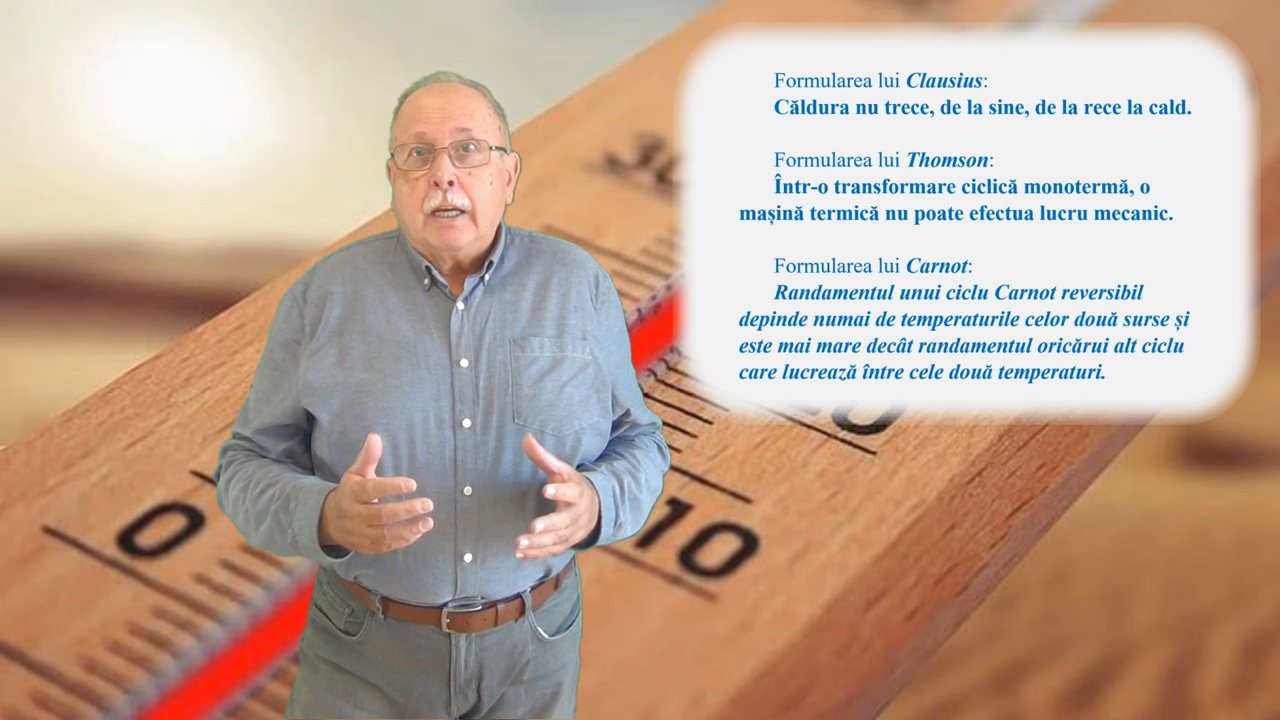 Formularea lui Clausius:
Căldura nu trece, de la sine, de la rece la cald.
Formularea lui Thomson:
Într-o transformare ciclică monotermă, o
mașină termică nu poate efectua lucru mecanic.
Formularea lui Carnot:
Randamentul unui ciclu Carnot reversibil
depinde numai de temperaturile celor două surse și
este mai mare decât randamentul oricărui alt ciclu
care lucrează între cele două temperaturi.
30
0
10